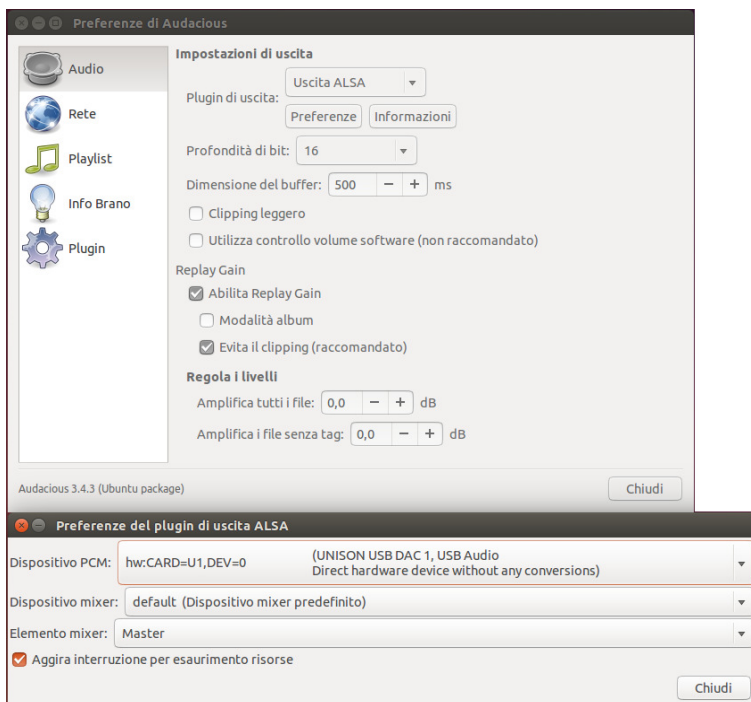 Preferenze di Audacious
Audio
Rete
Playlist
Info Brano
Plugin
Impostazioni di uscita
Plugin di uscita: Uscita ALSA
Preferenze Informazioni
Profondità di bit: 16
Dimensione del buffer: 500 − + ms
Clipping leggero
Utilizza controllo volume software (non raccomandato)
Replay Gain
Abilita Replay Gain
Modalità album
Evita il clipping (raccomandato)
Regola i livelli
Amplifica tutti i file: 0,0 − + dB
Amplifica i file senza tag: 0,0 − + dB
Audacious 3.4.3 (Ubuntu package)
Chiudi
Preferenze del plugin di uscita ALSA
Dispositivo PCM: hw:CARD=U1,DEV=0 (UNISON USB DAC 1, USB Audio
Direct hardware device without any conversions)
Dispositivo mixer: default (Dispositivo mixer predefinito)
Elemento mixer: Master
Aggira interruzione per esaurimento risorse
Chiudi